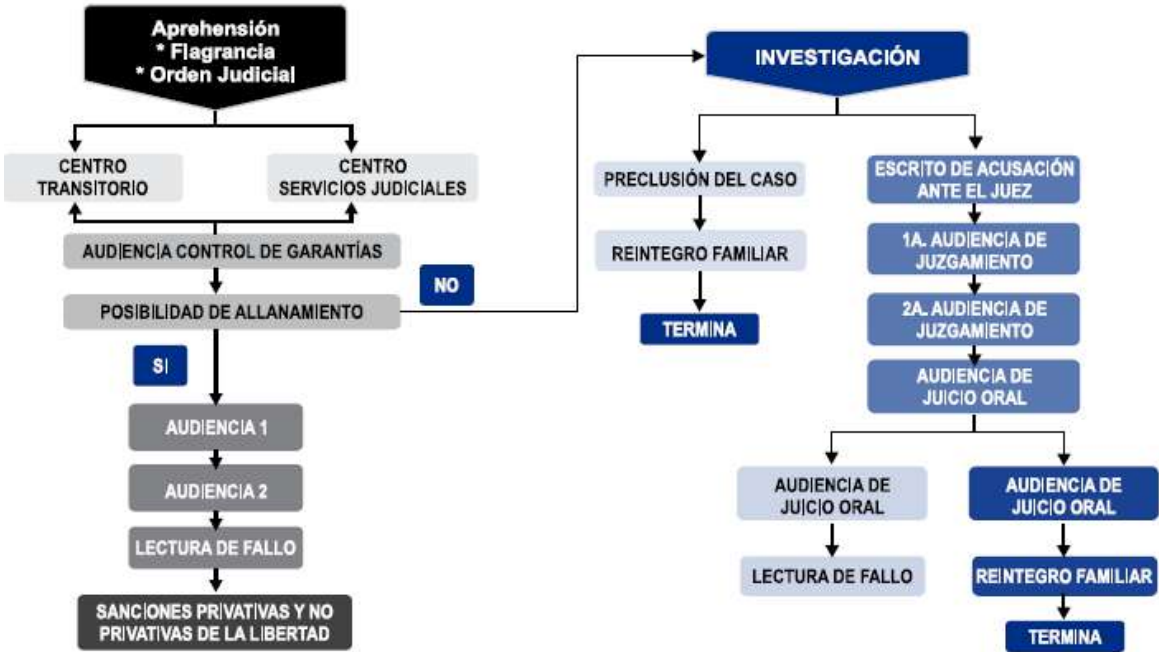 Aprehensión
* Flagrancia
* Orden Judicial
CENTRO
TRANSITORIO
CENTRO
SERVICIOS JUDICIALES
AUDIENCIA CONTROL DE GARANTÍAS
POSIBILIDAD DE ALLANAMIENTO
NO
SI
AUDIENCIA 1
AUDIENCIA 2
LECTURA DE FALLO
SANCIONES PRIVATIVAS Y NO
PRIVATIVAS DE LA LIBERTAD
INVESTIGACIÓN
PRECLUSIÓN DEL CASO
REINTEGRO FAMILIAR
TERMINA
ESCRITO DE ACUSACIÓN
ANTE EL JUEZ
1A. AUDIENCIA DE
JUZGAMIENTO
2A. AUDIENCIA DE
JUZGAMIENTO
AUDIENCIA DE
JUICIO ORAL
AUDIENCIA DE
JUICIO ORAL
LECTURA DE FALLO
AUDIENCIA DE
JUICIO ORAL
REINTEGRO FAMILIAR
TERMINA